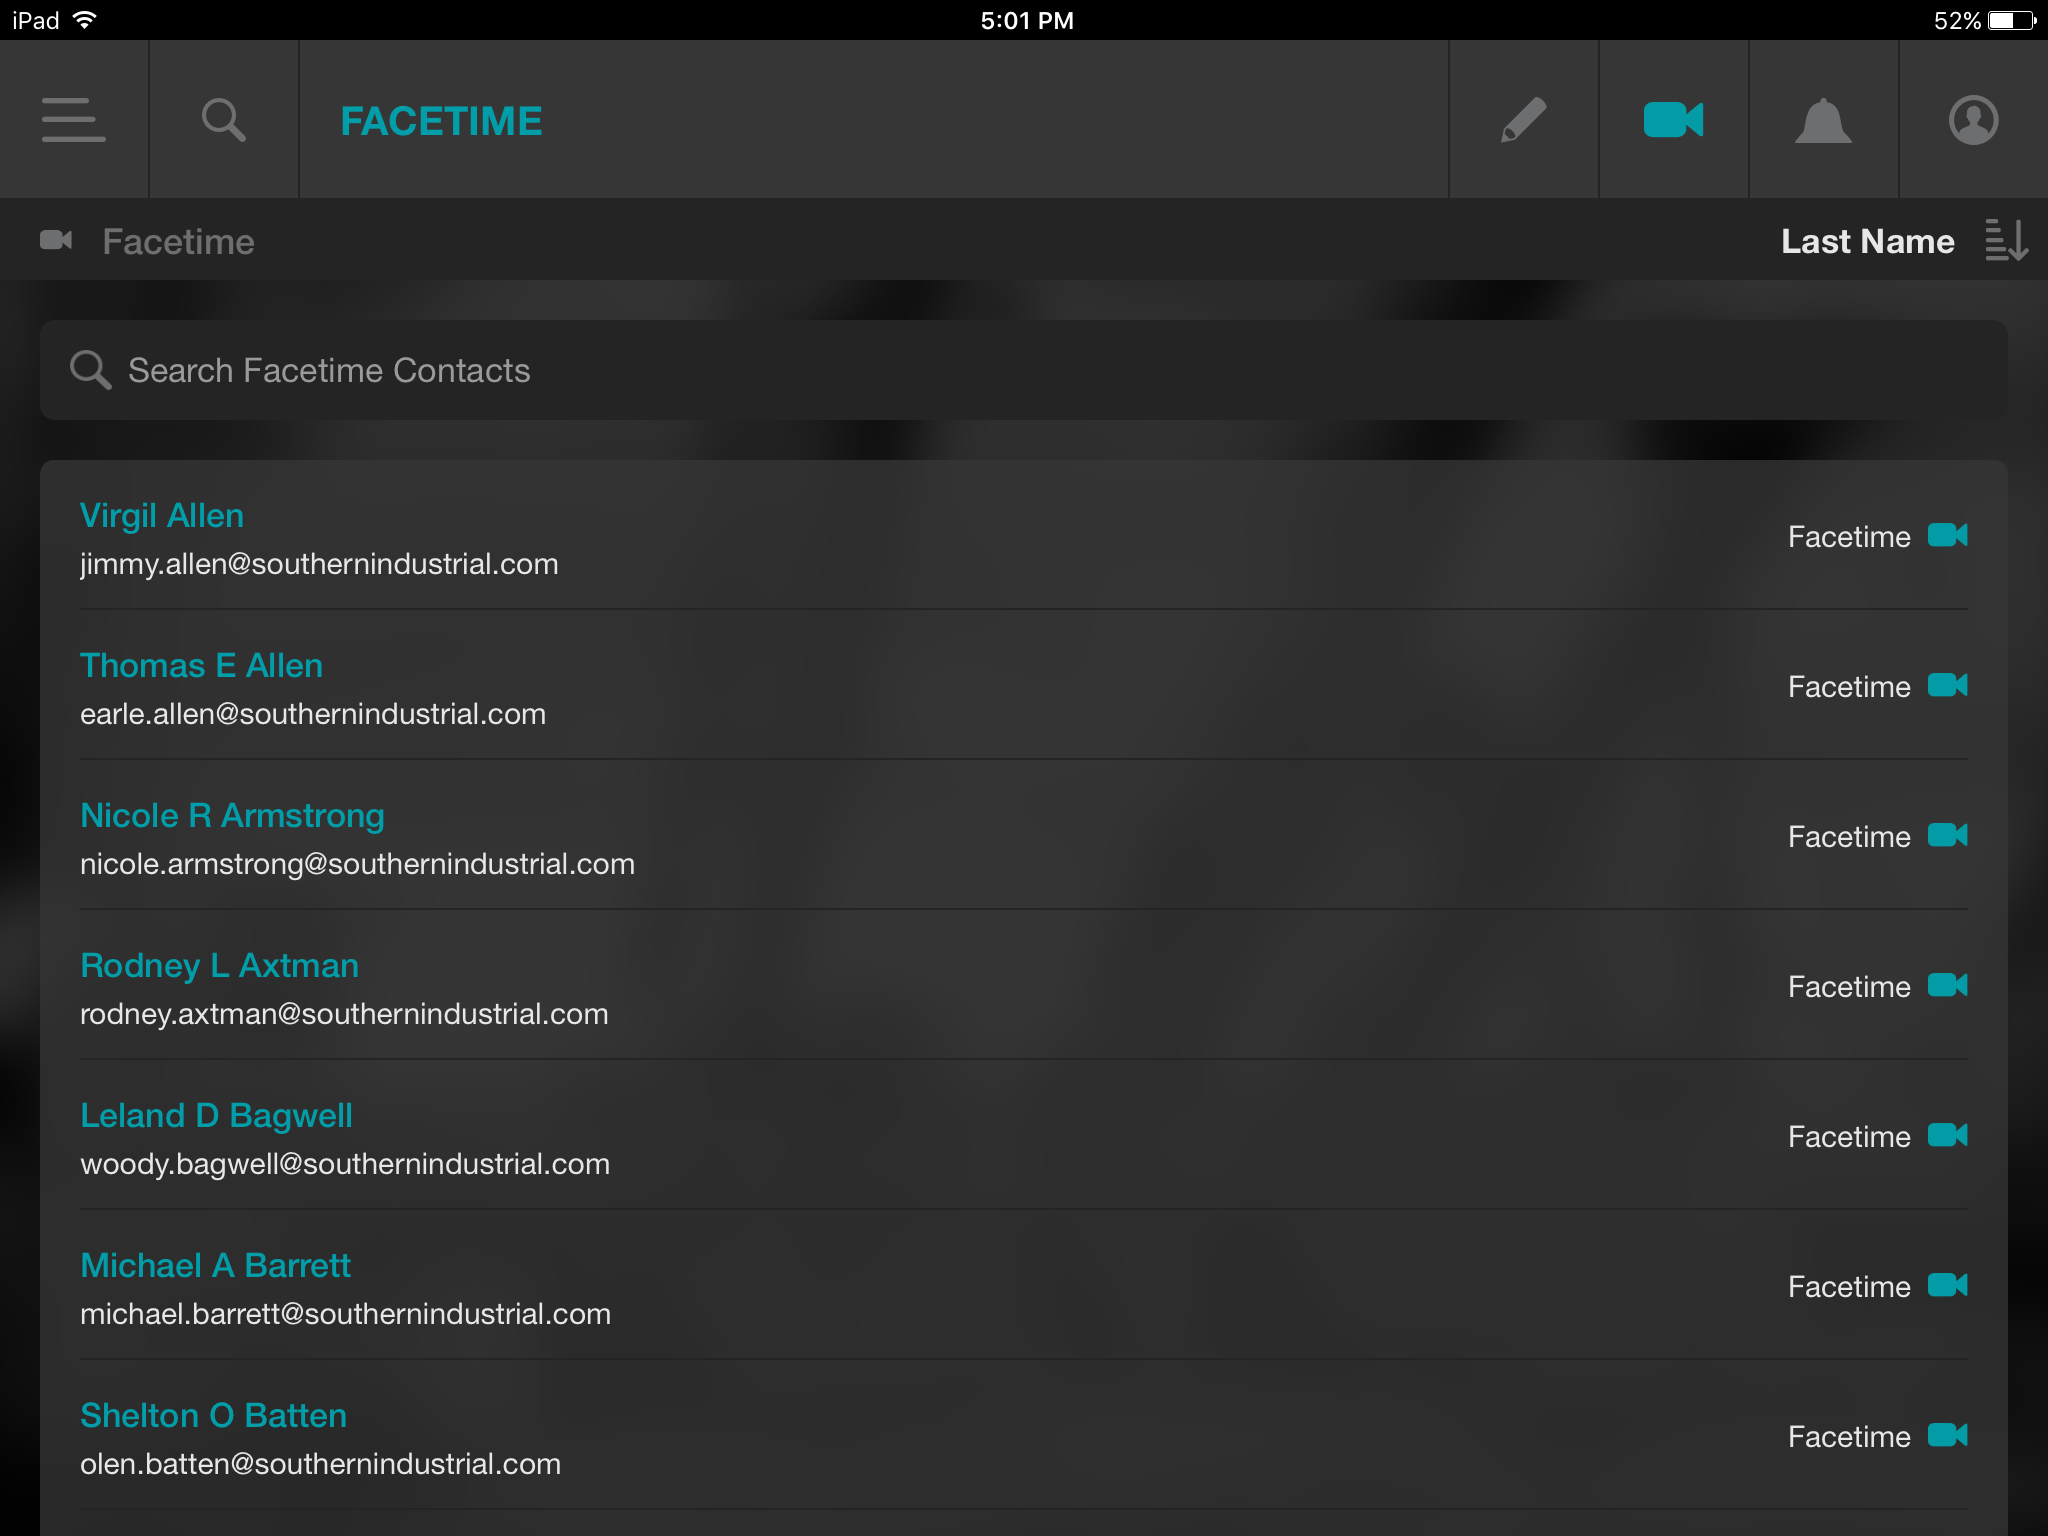 iPad 5:01 PM 52%
FACETIME
Facetime Last Name
Search Facetime Contacts
Virgil Allen
jimmy.allen@southernindustrial.com
Facetime
Thomas E Allen
earle.allen@southernindustrial.com
Facetime
Nicole R Armstrong
nicole.armstrong@southernindustrial.com
Facetime
Rodney L Axtman
rodney.axtman@southernindustrial.com
Facetime
Leland D Bagwell
woody.bagwell@southernindustrial.com
Facetime
Michael A Barrett
michael.barrett@southernindustrial.com
Facetime
Shelton O Batten
olen.batten@southernindustrial.com
Facetime